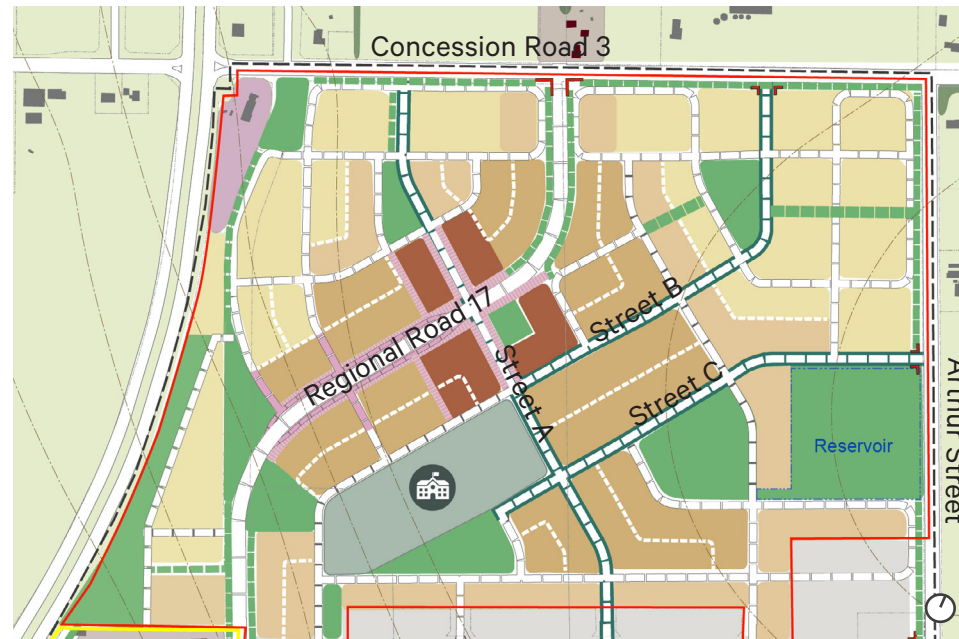 Concession Road 3
Regional Road 17
Street B
Street A
Street C
Arthur Street
Reservoir